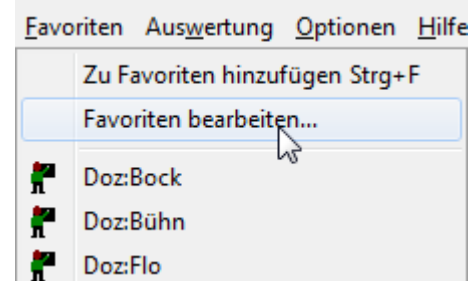 Favoriten Auswertung Optionen Hilfe
Zu Favoriten hinzufügen Strg+F
Favoriten bearbeiten...
Doz:Bock
Doz:Bühn
Doz:Flo